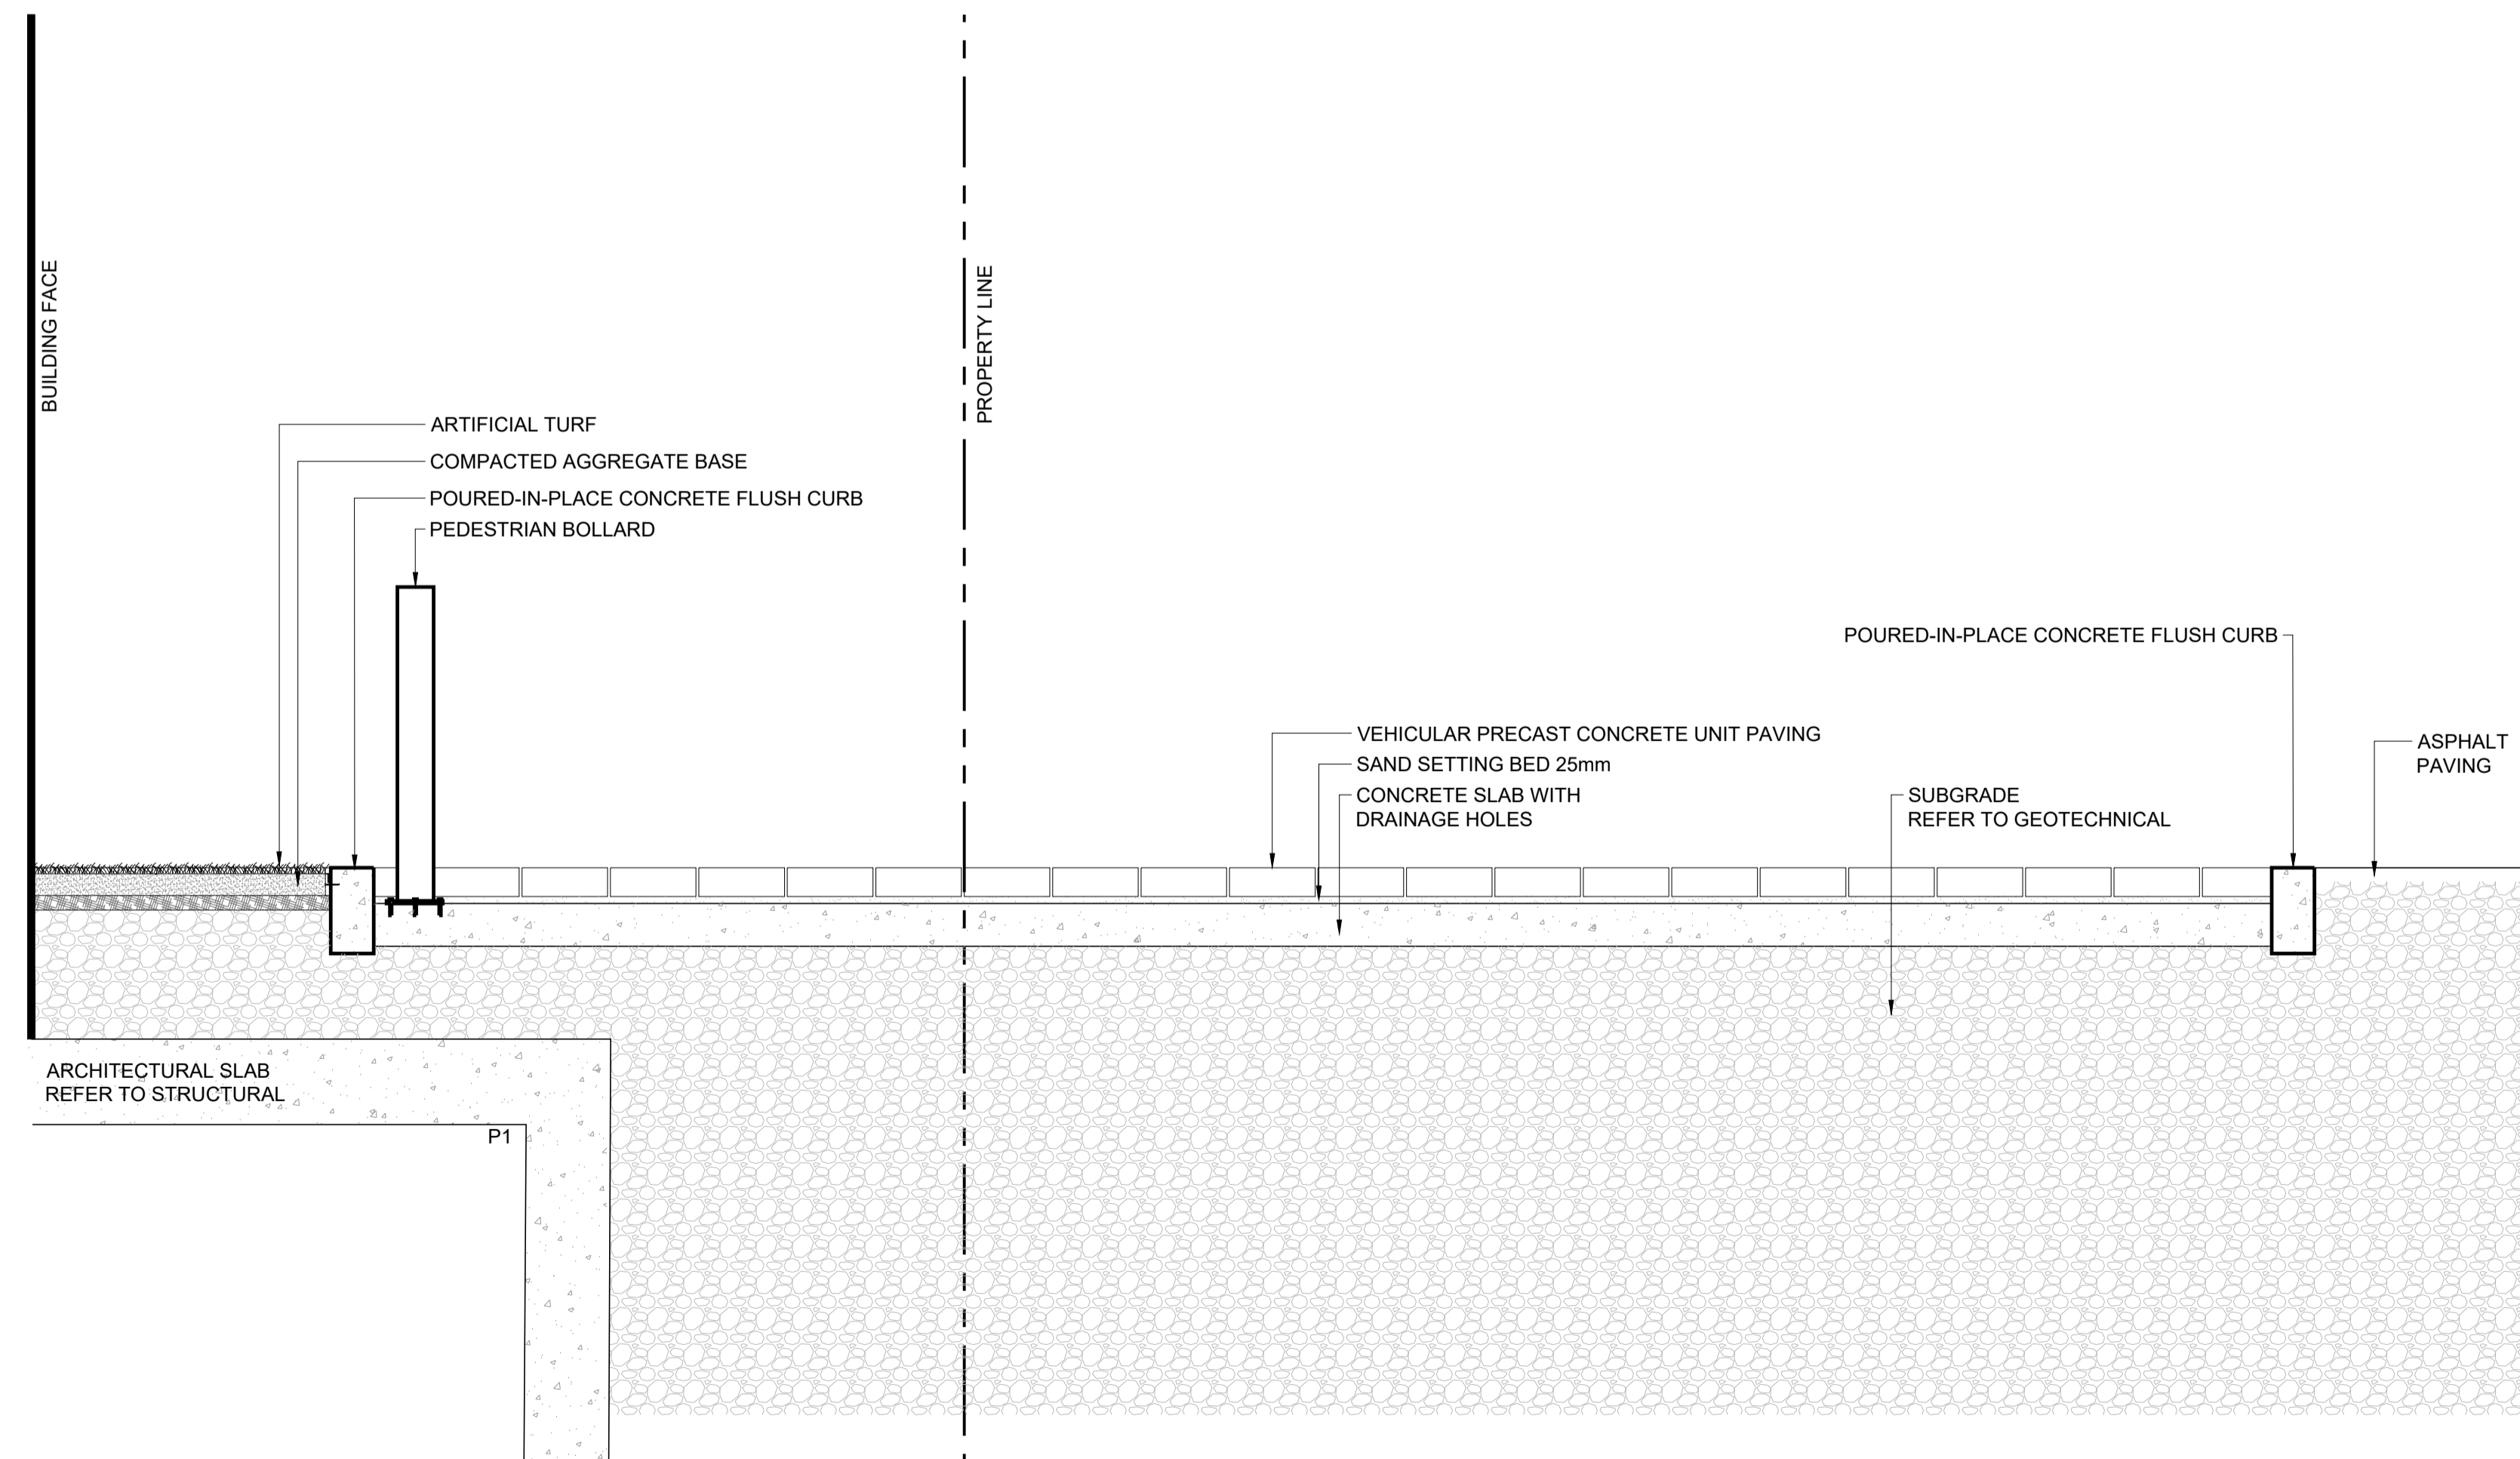 BUILDING FACE
PROPERTY LINE
ARTIFICIAL TURF
COMPACTED AGGREGATE BASE
POURED-IN-PLACE CONCRETE FLUSH CURB
PEDESTRIAN BOLLARD
POURED-IN-PLACE CONCRETE FLUSH CURB
VEHICULAR PRECAST CONCRETE UNIT PAVING
SAND SETTING BED 25mm
CONCRETE SLAB WITH
DRAINAGE HOLES
SUBGRADE
REFER TO GEOTECHNICAL
ASPHALT
PAVING
ARCHITECTURAL SLAB
REFER TO STRUCTURAL
P1